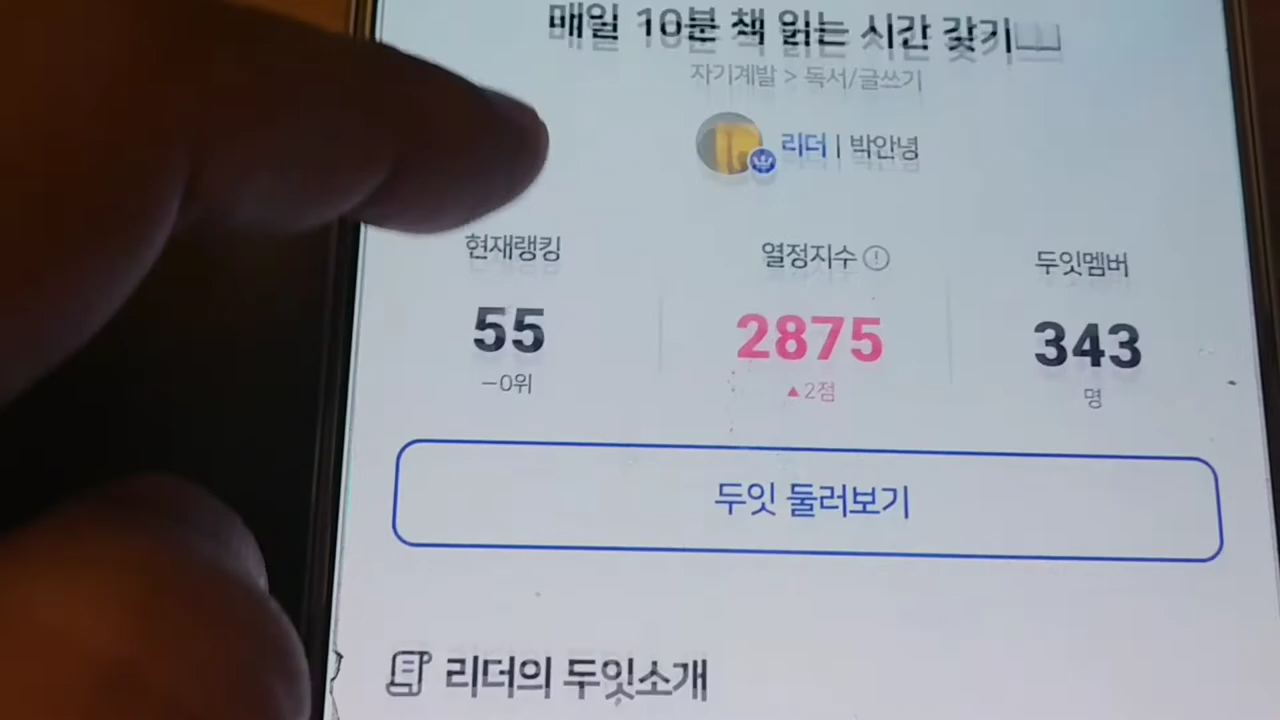 매일 10분 책 읽는 시간 갖기
자기계발 > 독서/글쓰기
리더 | 박안녕
현재랭킹 열정지수 두잇멤버
55 2875 343
−0위 ▲2점 명
두잇 둘러보기
리더의 두잇소개